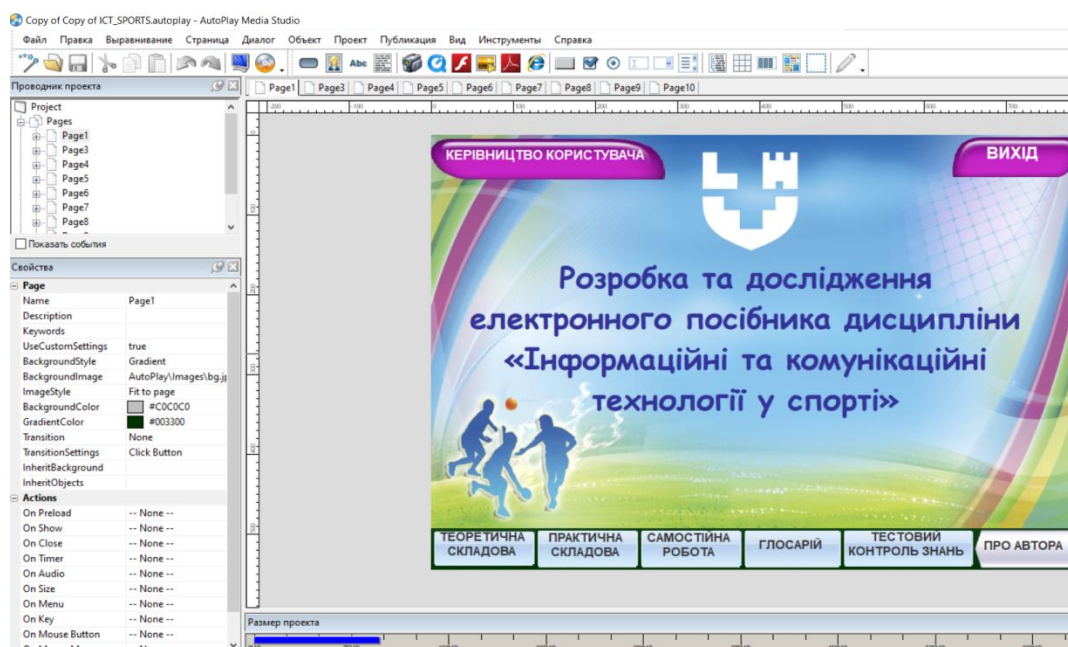 Copy of Copy of ICT_SPORTS.autoplay - AutoPlay Media Studio
Файл Правка Выравнивание Страница Диалог Объект Проект Публикация Вид Инструменты Справка
Abc
Проводник проекта
Page1 Page3 Page4 Page5 Page6 Page7 Page8 Page9 Page10
Project
Pages
Page1
Page3
Page4
Page5
Page6
Page7
Page8
Показать события
Свойства
Page
Name Page1
Description
Keywords
UseCustomSettings true
BackgroundStyle Gradient
BackgroundImage AutoPlay\Images\bg.jp
ImageStyle Fit to page
BackgroundColor #C0C0C0
GradientColor #003300
Transition None
TransitionSettings Click Button
InheritBackground
InheritObjects
Actions
On Preload -- None --
On Show -- None --
On Close -- None --
On Timer -- None --
On Audio -- None --
On Size -- None --
On Menu -- None --
On Key -- None --
On Mouse Button -- None --
КЕРІВНИЦТВО КОРИСТУВАЧА
ВИХІД
Розробка та дослідження
електронного посібника дисципліни
«Інформаційні та комунікаційні
технології у спорті»
ТЕОРЕТИЧНА
СКЛАДОВА
ПРАКТИЧНА
СКЛАДОВА
САМОСТІЙНА
РОБОТА
ГЛОСАРІЙ
ТЕСТОВИЙ
КОНТРОЛЬ ЗНАНЬ
ПРО АВТОРА
Размер проекта